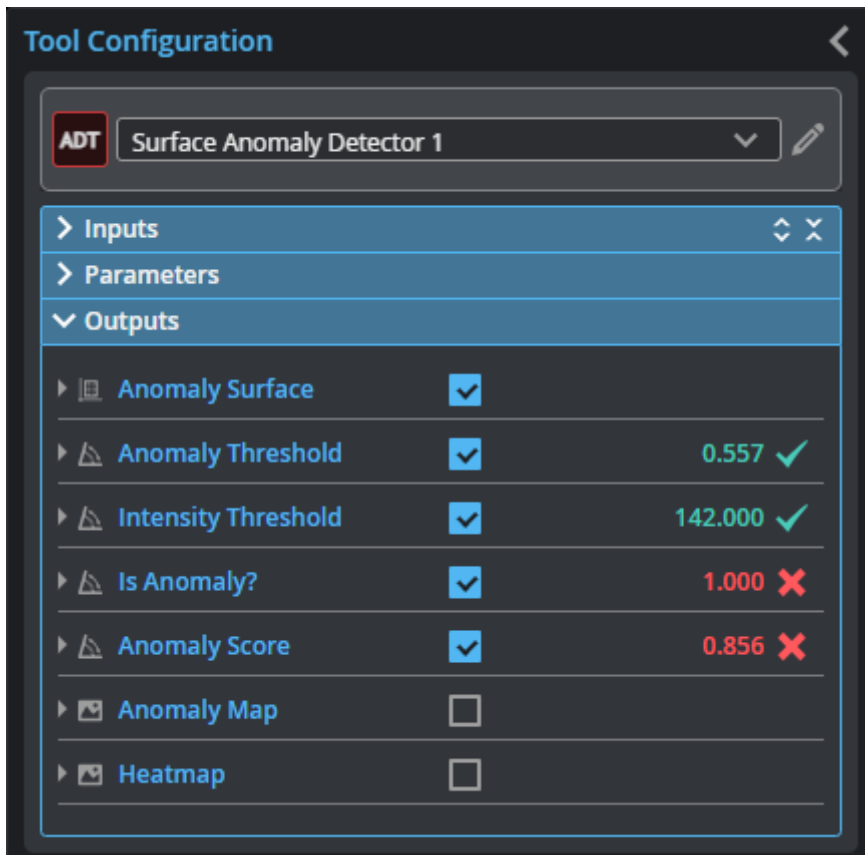 Tool Configuration
ADT Surface Anomaly Detector 1
Inputs
Parameters
Outputs
Anomaly Surface
Anomaly Threshold 0.557
Intensity Threshold 142.000
Is Anomaly? 1.000
Anomaly Score 0.856
Anomaly Map
Heatmap